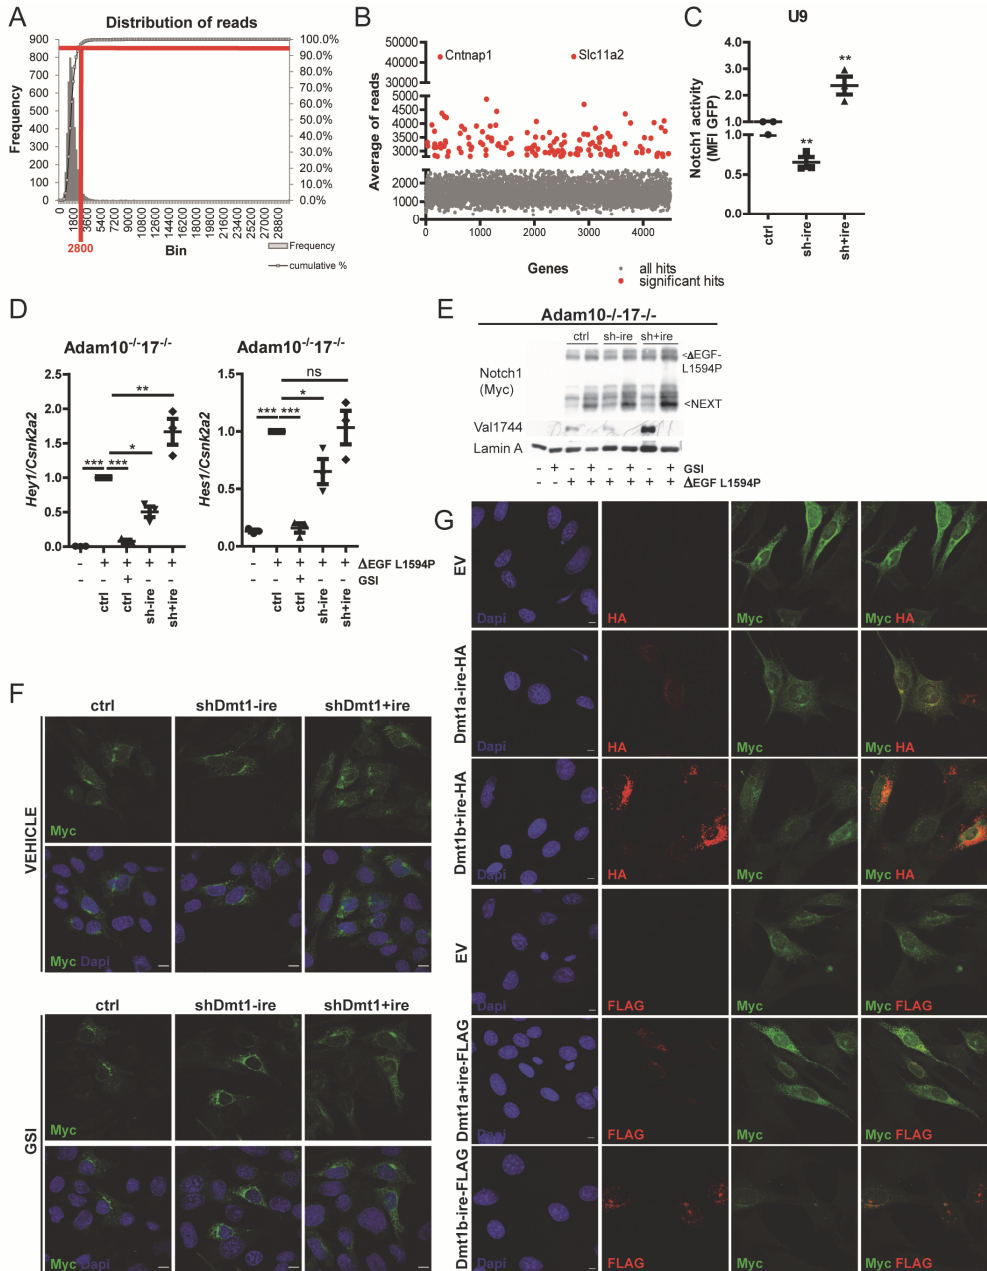 A
Distribution of reads
900
800
700
600
500
400
300
200
100
0
100.0%
90.0%
80.0%
70.0%
60.0%
50.0%
40.0%
30.0%
20.0%
10.0%
0.0%
Frequency
0
1800
3600
5400
7200
9000
10800
12600
14400
16200
18000
19800
21600
23400
25200
27000
28800
2800
Bin
Frequency
cumulative %
B
50000
40000
30000
5000
4500
4000
3500
3000
2000
1000
0
Average of reads
Cntnap1
Slc11a2
0 1000 2000 3000 4000
Genes
all hits
significant hits
C
U9
4.0
3.0
2.0
1.0
1.0
0.5
0.0
Notch1 activity
(MFI GFP)
**
**
ctrl
sh-ire
sh+ire
D
Adam10-/-17-/-
Hey1/Csnk2a2
2.5
2.0
1.5
1.0
0.5
0.0
**
*
*** ***
- + + + +
- - + - -
ctrl
ctrl
sh-ire
sh+ire
Adam10-/-17-/-
Hes1/Csnk2a2
1.5
1.0
0.5
0.0
ns
*
*** ***
- + + + + ΔEGF L1594P
- - + - - GSI
ctrl
ctrl
sh-ire
sh+ire
E
Adam10-/-17-/-
ctrl sh-ire sh+ire
Notch1
(Myc)
<ΔEGF-
L1594P
<NEXT
Val1744
Lamin A
- + - + - + - + GSI
- - + + + + + + ΔEGF L1594P
F
ctrl shDmt1-ire shDmt1+ire
VEHICLE
Myc
Myc Dapi
ctrl shDmt1-ire shDmt1+ire
GSI
Myc
Myc Dapi
G
EV
Dapi HA Myc Myc HA
Dmt1a-ire-HA
Dapi HA Myc Myc HA
Dmt1b+ire-HA
Dapi HA Myc Myc HA
EV
Dapi FLAG Myc Myc FLAG
Dmt1a+ire-FLAG
Dapi FLAG Myc Myc FLAG
Dmt1b-ire-FLAG
Dapi FLAG Myc Myc FLAG